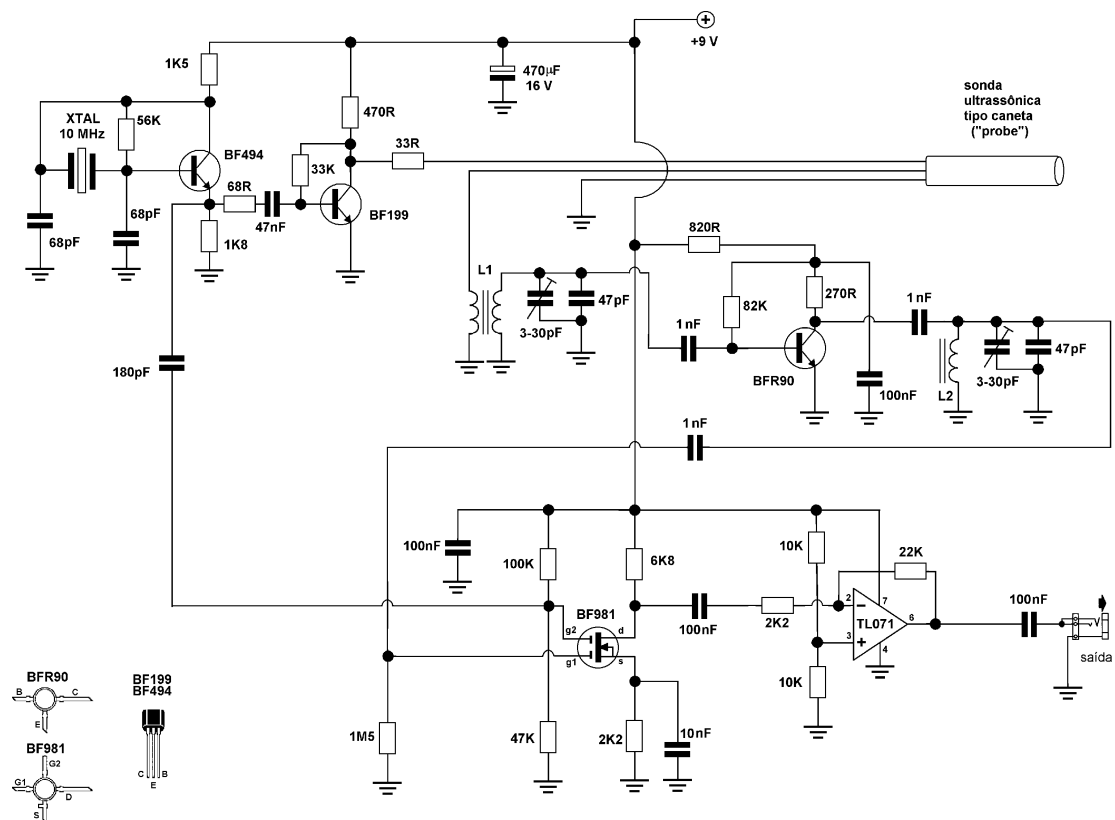 +9 V
1K5
470µF
16 V
XTAL
10 MHz
56K
470R
BF494
33K
33R
sonda
ultrassônica
tipo caneta
("probe")
68R
47nF
BF199
68pF
68pF
1K8
820R
L1
82K
270R
47pF
3-30pF
1nF
1nF
BFR90
100nF
L2
3-30pF
47pF
180pF
1nF
100nF
100K
6K8
10K
22K
BF981
g2
d
g1
s
100nF
2K2
2
7
TL071
6
3
4
100nF
saída
10K
1M5
47K
2K2
10nF
BFR90
B
C
E
BF199
BF494
C
B
E
BF981
G2
G1
D
S